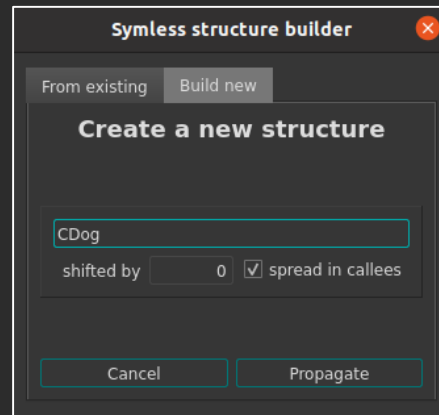 Symless structure builder
From existing Build new
Create a new structure
CDog
shifted by 0 spread in callees
Cancel Propagate